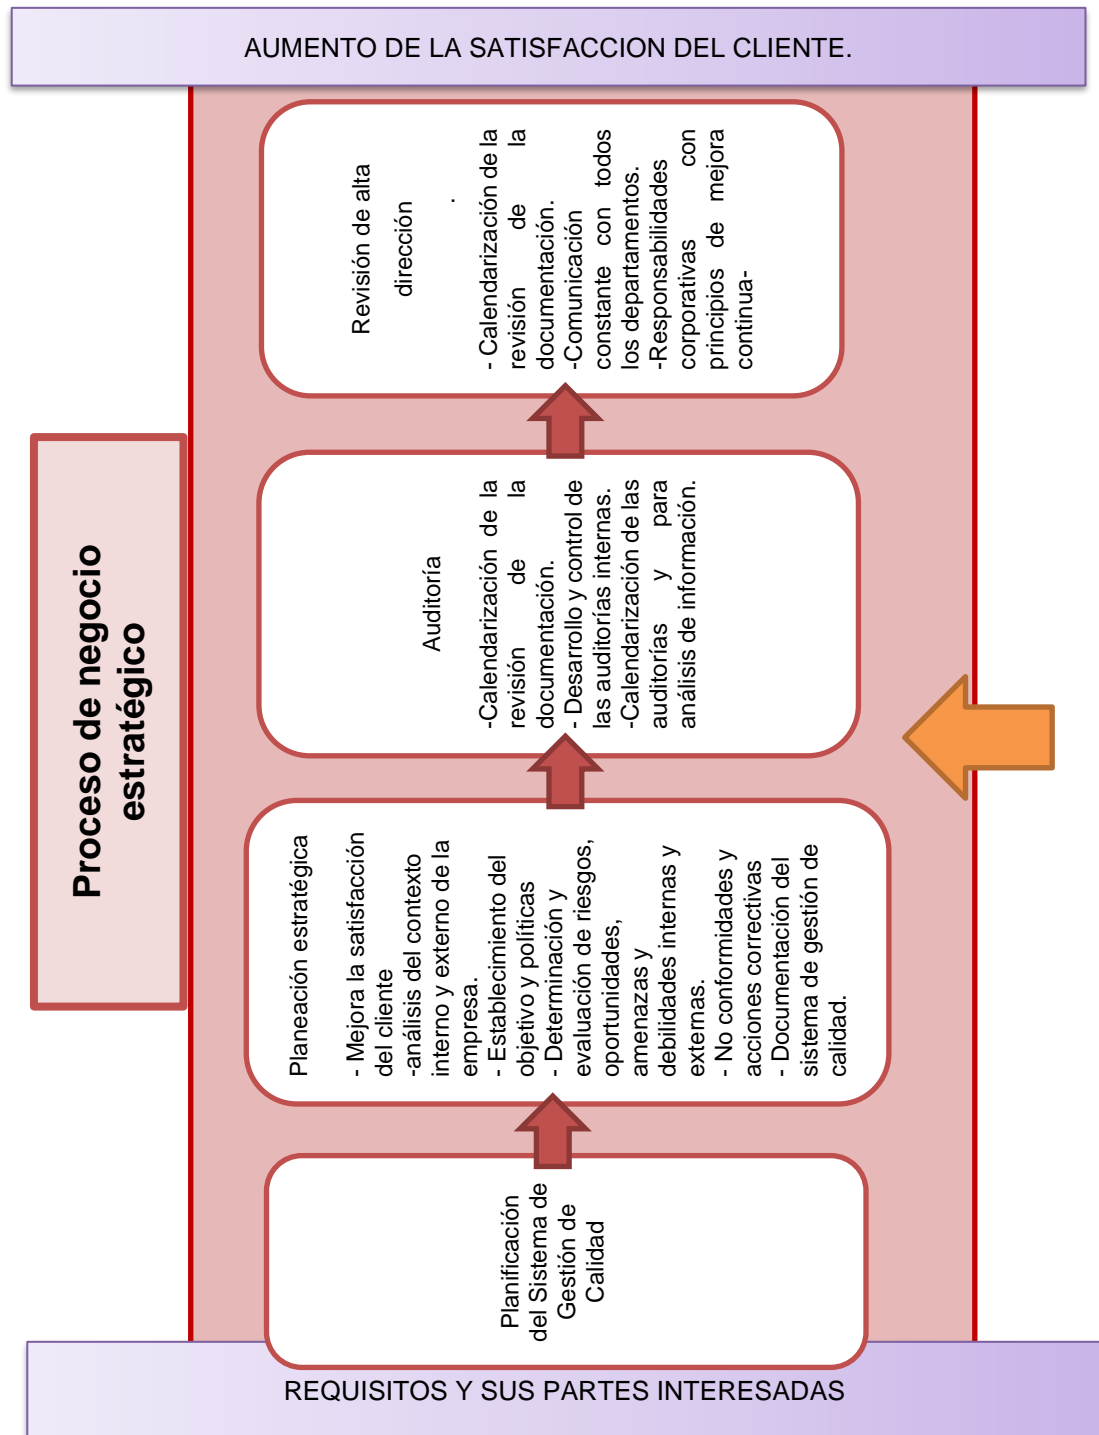 AUMENTO DE LA SATISFACCION DEL CLIENTE.
Proceso de negocio
estratégico
Planificación
del Sistema de
Gestión de
Calidad
Planeación estratégica
- Mejora la satisfacción
del cliente
-análisis del contexto
interno y externo de la
empresa.
- Establecimiento del
objetivo y políticas
- Determinación y
evaluación de riesgos,
oportunidades,
amenazas y
debilidades internas y
externas.
- No conformidades y
acciones correctivas
- Documentación del
sistema de gestión de
calidad.
Auditoría
-Calendarización de la
revisión de la
documentación.
- Desarrollo y control de
las auditorías internas.
-Calendarización de las
auditorías y para
análisis de información.
Revisión de alta
dirección
.
- Calendarización de la
revisión de la
documentación.
-Comunicación
constante con todos
los departamentos.
-Responsabilidades
corporativas con
principios de mejora
continua-
REQUISITOS Y SUS PARTES INTERESADAS